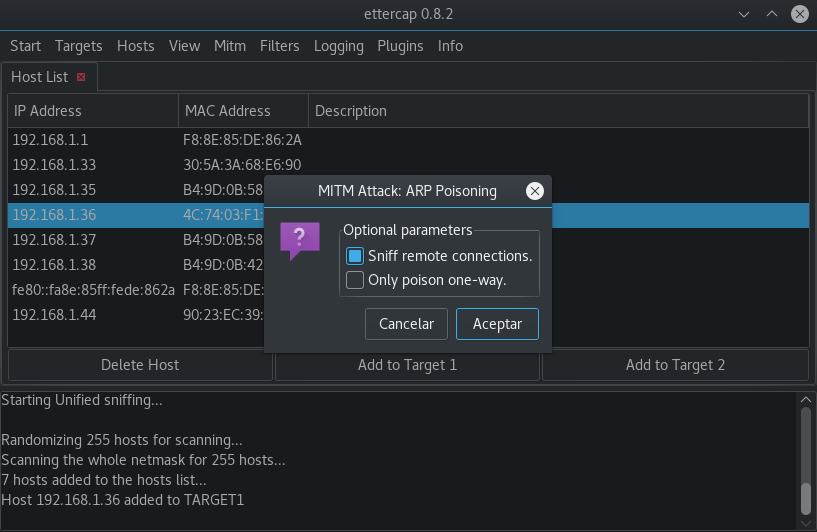 ettercap 0.8.2
Start Targets Hosts View Mitm Filters Logging Plugins Info
Host List
IP Address MAC Address Description
192.168.1.1 F8:8E:85:DE:86:2A
192.168.1.33 30:5A:3A:68:E6:90
192.168.1.35 B4:9D:0B:58
192.168.1.36 4C:74:03:F1:
192.168.1.37 B4:9D:0B:58
192.168.1.38 B4:9D:0B:42
fe80::fa8e:85ff:fede:862a F8:8E:85:DE:
192.168.1.44 90:23:EC:39:
MITM Attack: ARP Poisoning
?
Optional parameters
Sniff remote connections.
Only poison one-way.
Cancelar Aceptar
Delete Host Add to Target 1 Add to Target 2
Starting Unified sniffing...
Randomizing 255 hosts for scanning...
Scanning the whole netmask for 255 hosts...
7 hosts added to the hosts list...
Host 192.168.1.36 added to TARGET1